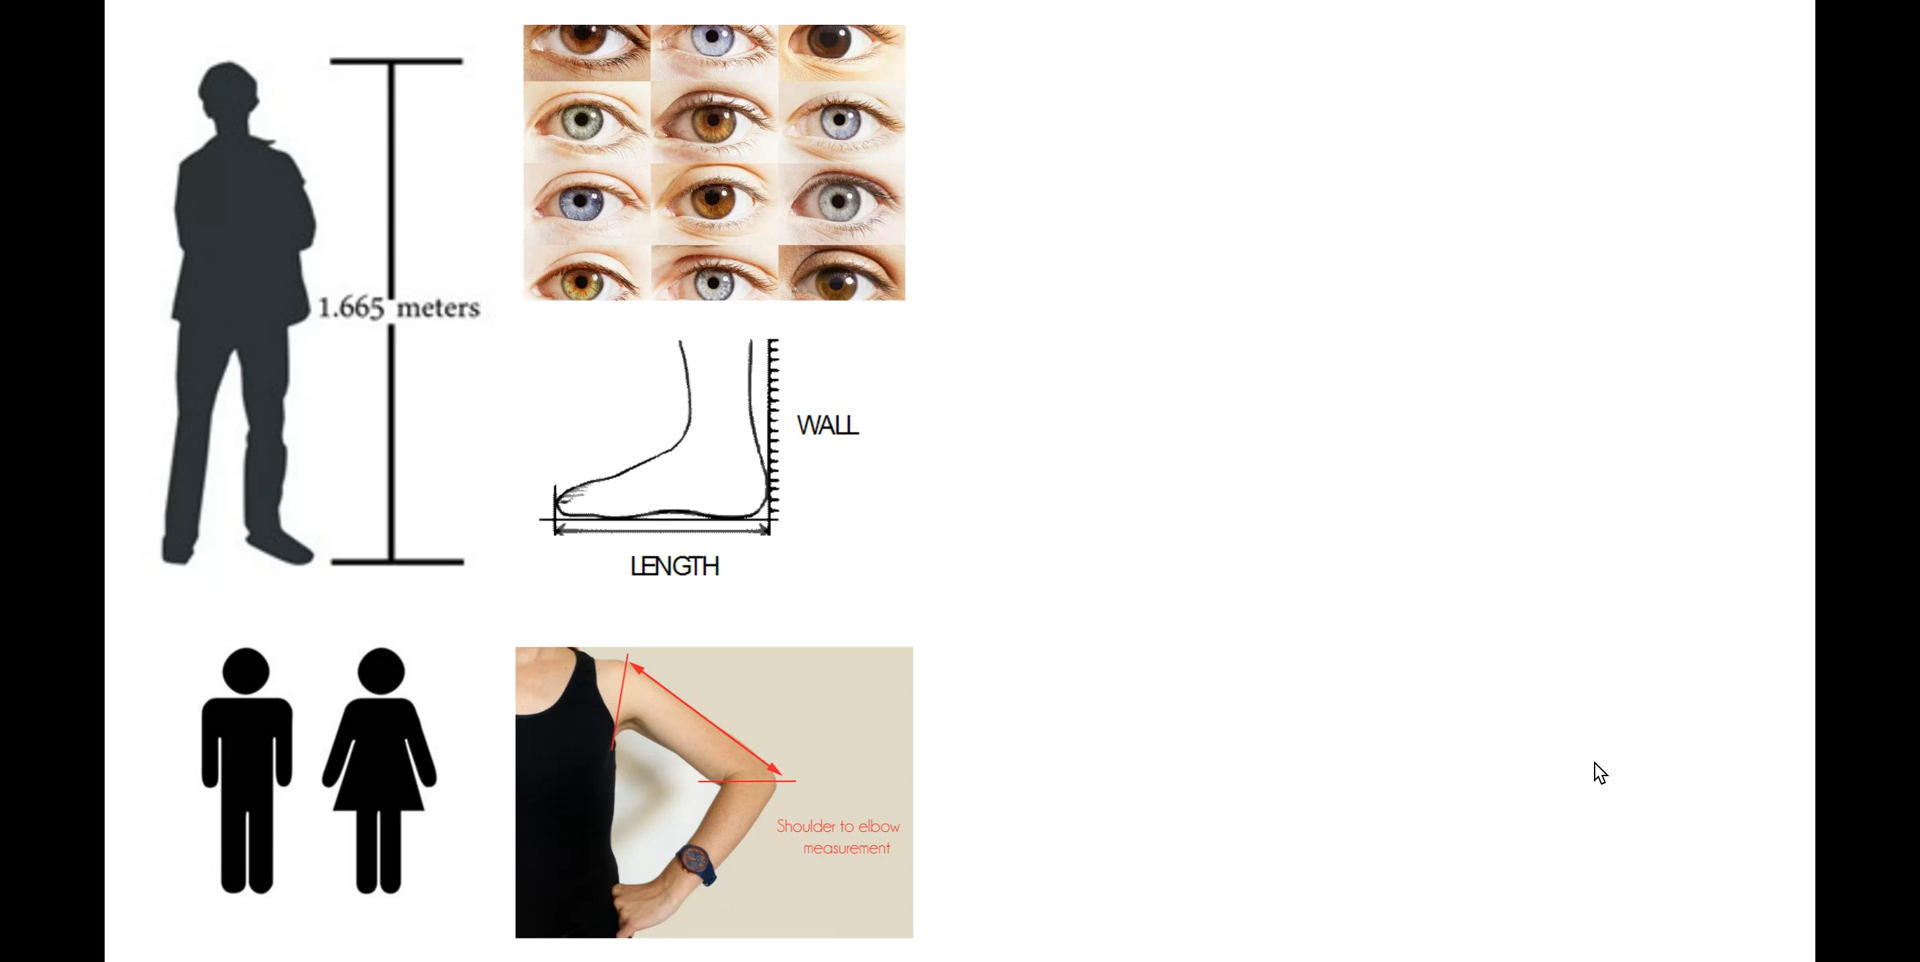 1.665 meters
WALL
LENGTH
Shoulder to elbow
measurement